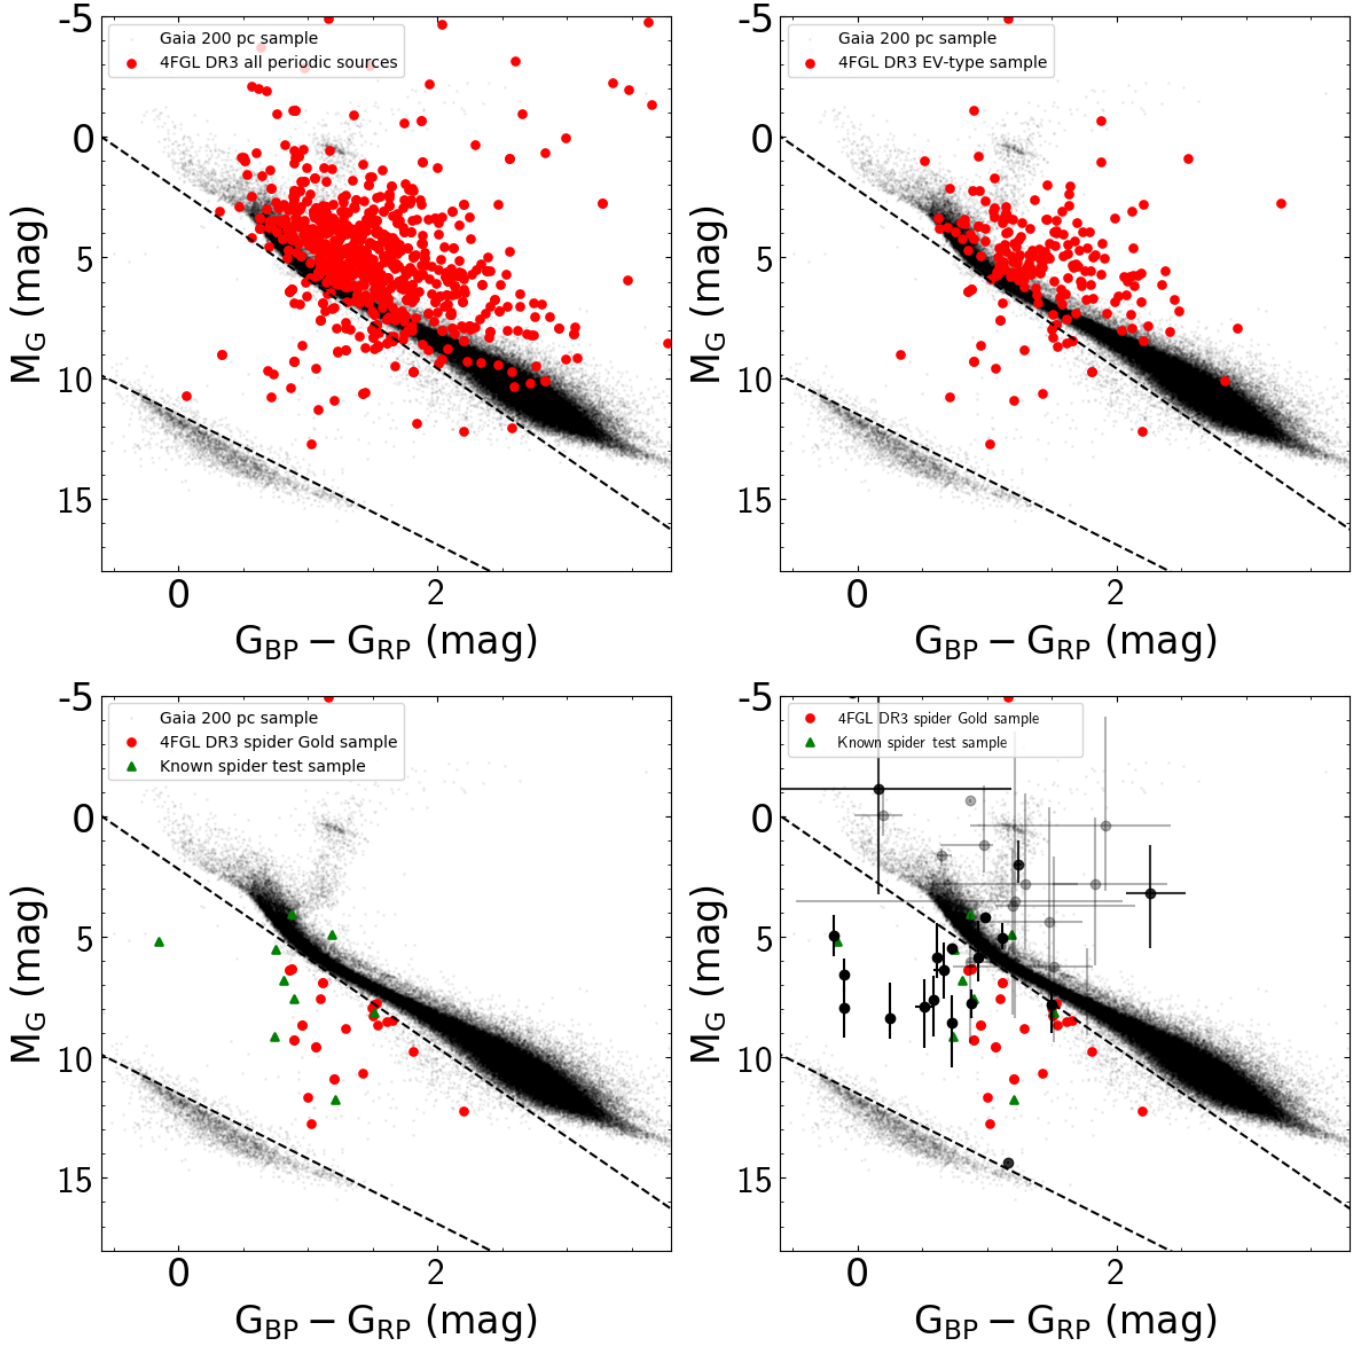 -5
0
5
10
15
M_G (mag)
Gaia 200 pc sample
4FGL DR3 all periodic sources
0
2
G_BP − G_RP (mag)
-5
0
5
10
15
M_G (mag)
Gaia 200 pc sample
4FGL DR3 EV-type sample
0
2
G_BP − G_RP (mag)
-5
0
5
10
15
M_G (mag)
Gaia 200 pc sample
4FGL DR3 spider Gold sample
Known spider test sample
0
2
G_BP − G_RP (mag)
-5
0
5
10
15
M_G (mag)
4FGL DR3 spider Gold sample
Known spider test sample
0
2
G_BP − G_RP (mag)